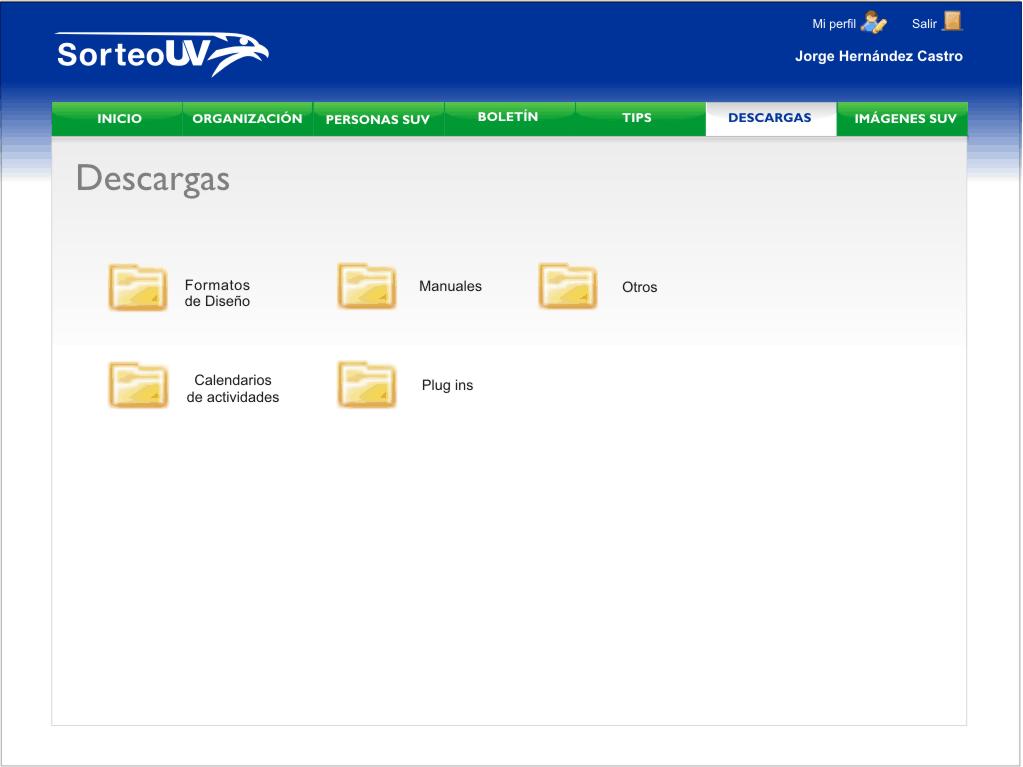 Mi perfil
Salir
SorteoUV
Jorge Hernández Castro
INICIO
ORGANIZACIÓN
PERSONAS SUV
BOLETÍN
TIPS
DESCARGAS
IMÁGENES SUV
Descargas
Formatos
de Diseño
Manuales
Otros
Calendarios
de actividades
Plug ins